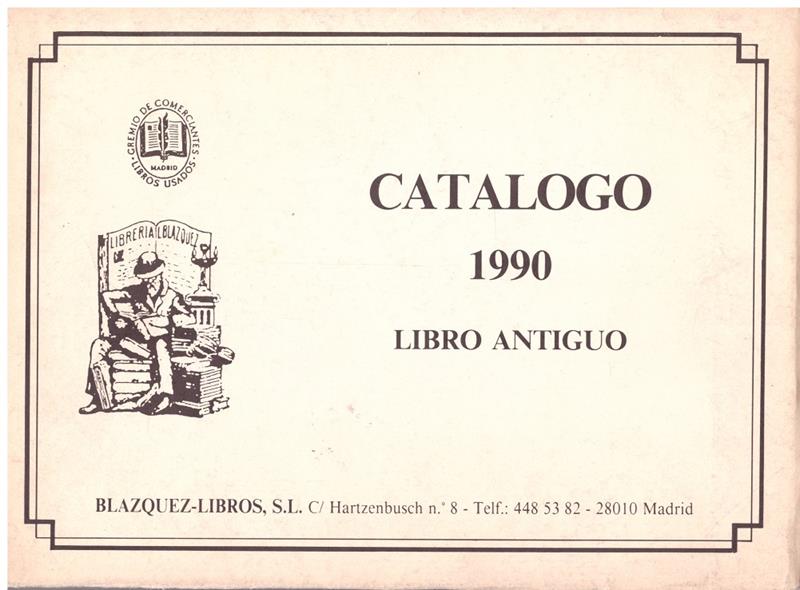 GREMIO DE COMERCIANTES
MADRID
· LIBROS USADOS ·
LIBRERIA L BLAZQUEZ
CATALOGO
1990
LIBRO ANTIGUO
BLAZQUEZ-LIBROS, S.L. C/ Hartzenbusch n.° 8 - Telf.: 448 53 82 - 28010 Madrid